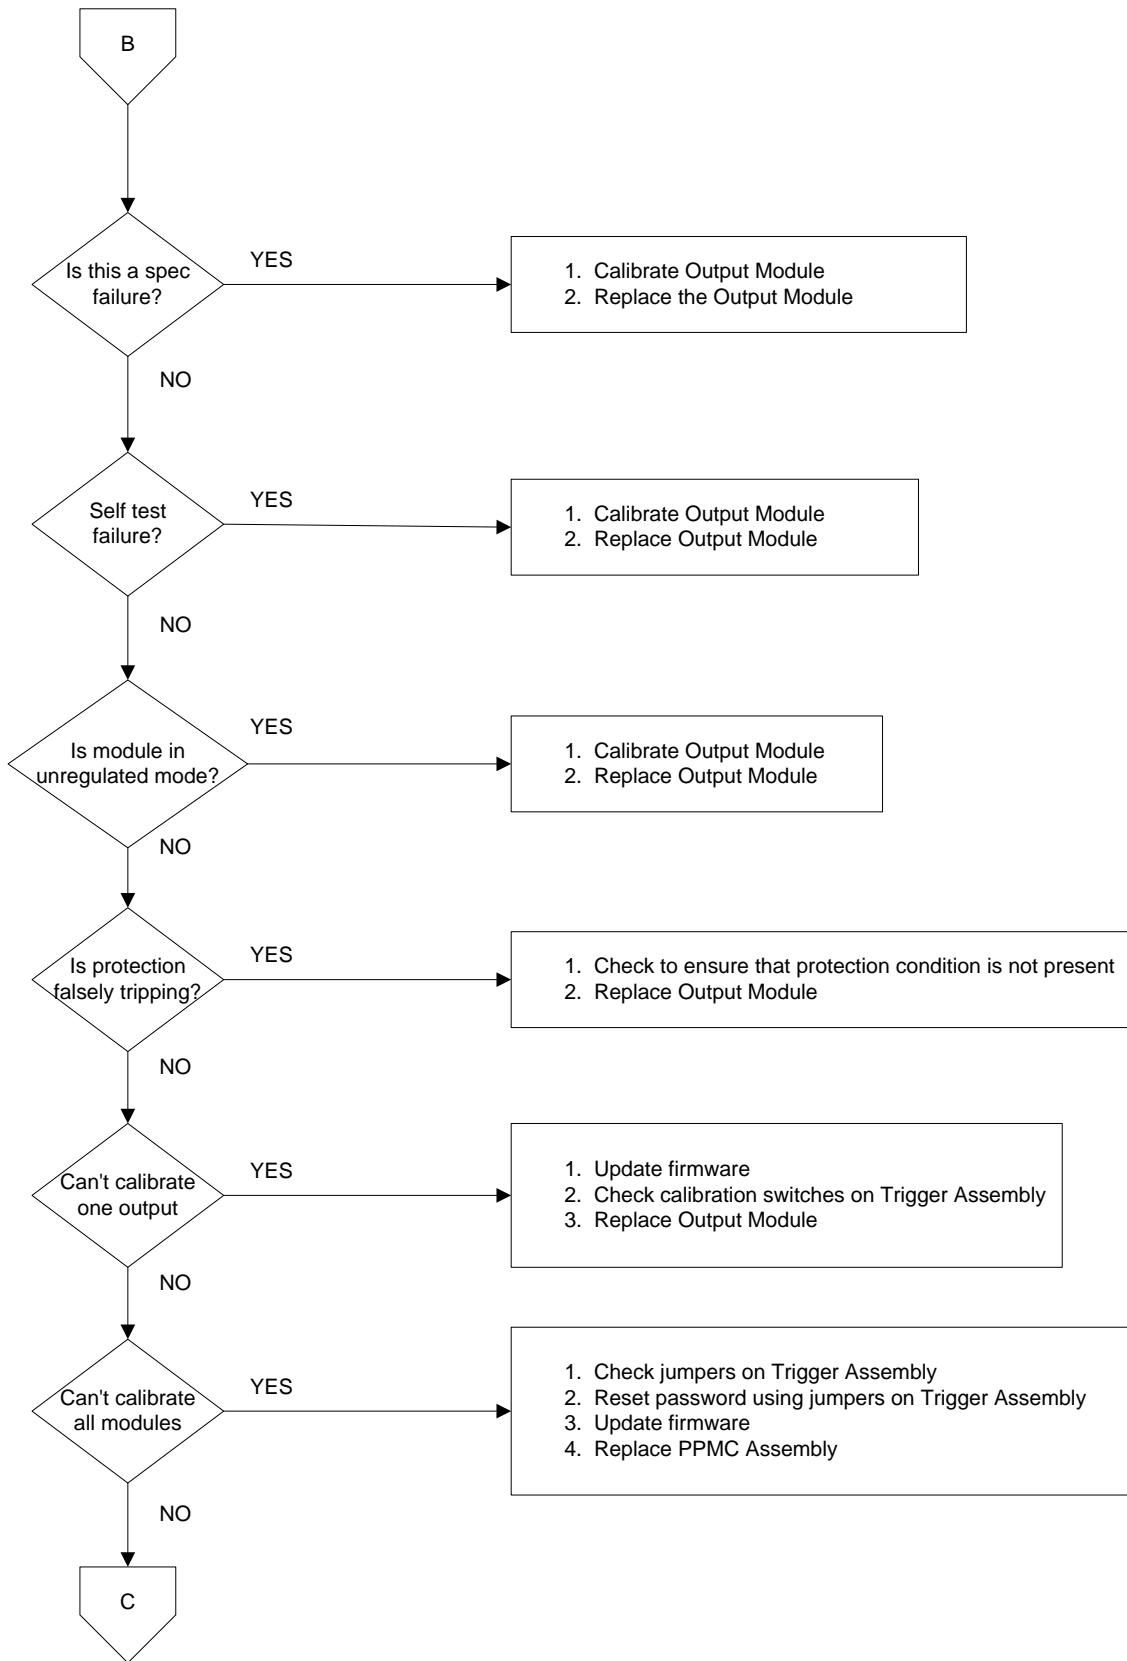 B
Is this a spec
failure?
YES
1. Calibrate Output Module
2. Replace the Output Module
NO
Self test
failure?
YES
1. Calibrate Output Module
2. Replace Output Module
NO
Is module in
unregulated mode?
YES
1. Calibrate Output Module
2. Replace Output Module
NO
Is protection
falsely tripping?
YES
1. Check to ensure that protection condition is not present
2. Replace Output Module
NO
Can't calibrate
one output
YES
1. Update firmware
2. Check calibration switches on Trigger Assembly
3. Replace Output Module
NO
Can't calibrate
all modules
YES
1. Check jumpers on Trigger Assembly
2. Reset password using jumpers on Trigger Assembly
3. Update firmware
4. Replace PPMC Assembly
NO
C